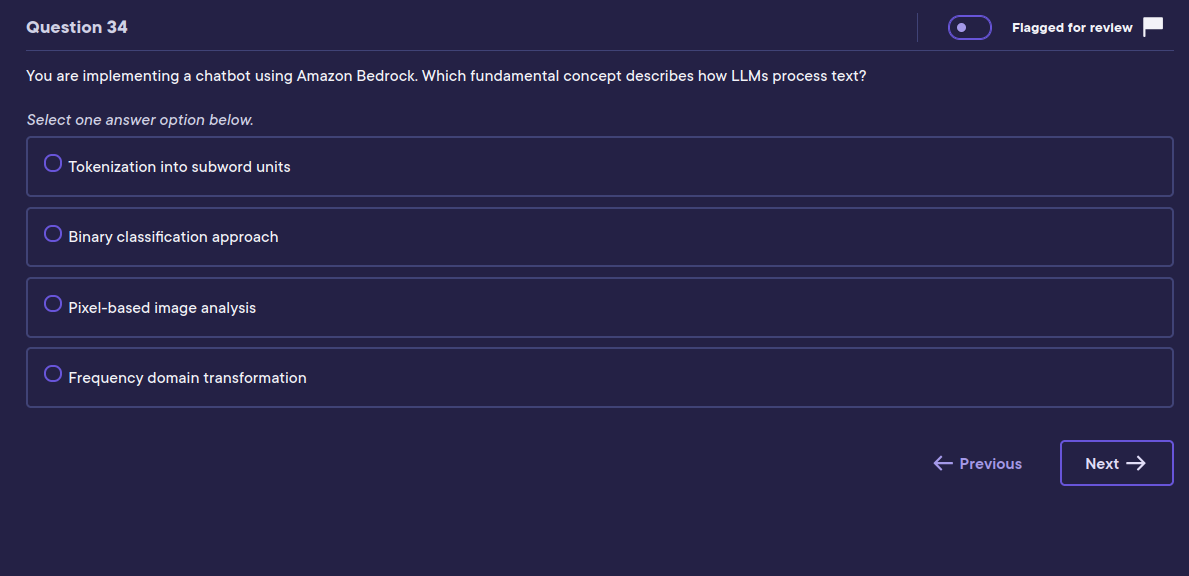 Question 34
Flagged for review
You are implementing a chatbot using Amazon Bedrock. Which fundamental concept describes how LLMs process text?
Select one answer option below.
Tokenization into subword units
Binary classification approach
Pixel-based image analysis
Frequency domain transformation
Previous
Next